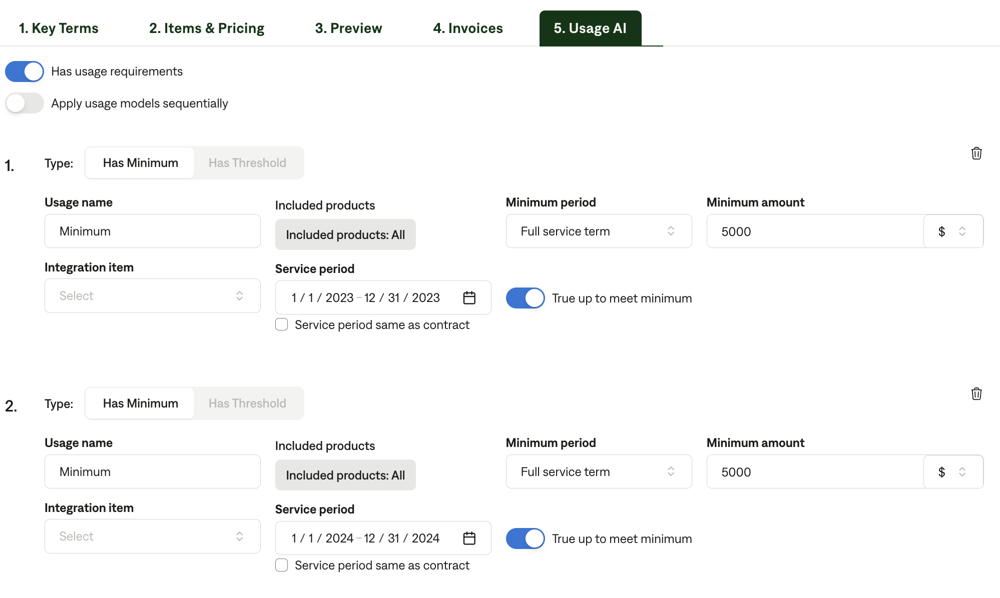 1. Key Terms 2. Items & Pricing 3. Preview 4. Invoices 5. Usage AI
Has usage requirements
Apply usage models sequentially
1. Type: Has Minimum Has Threshold
Usage name Included products Minimum period Minimum amount
Minimum Included products: All Full service term 5000 $
Integration item Service period
Select 1 / 1 / 2023 – 12 / 31 / 2023 True up to meet minimum
Service period same as contract
2. Type: Has Minimum Has Threshold
Usage name Included products Minimum period Minimum amount
Minimum Included products: All Full service term 5000 $
Integration item Service period
Select 1 / 1 / 2024 – 12 / 31 / 2024 True up to meet minimum
Service period same as contract